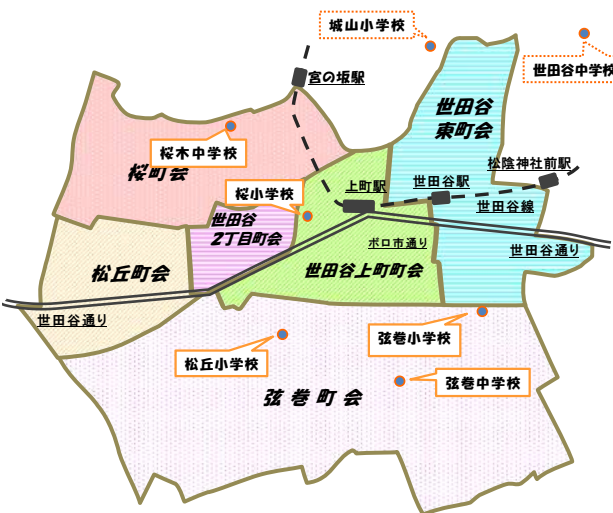 城山小学校
世田谷中学校
宮の坂駅
世田谷
東町会
桜木中学校
桜町会
松陰神社前駅
桜小学校
上町駅
世田谷駅
世田谷線
世田谷
2丁目町会
ボロ市通り
世田谷通り
松丘町会
世田谷上町町会
世田谷通り
弦巻小学校
松丘小学校
弦巻中学校
弦巻町会